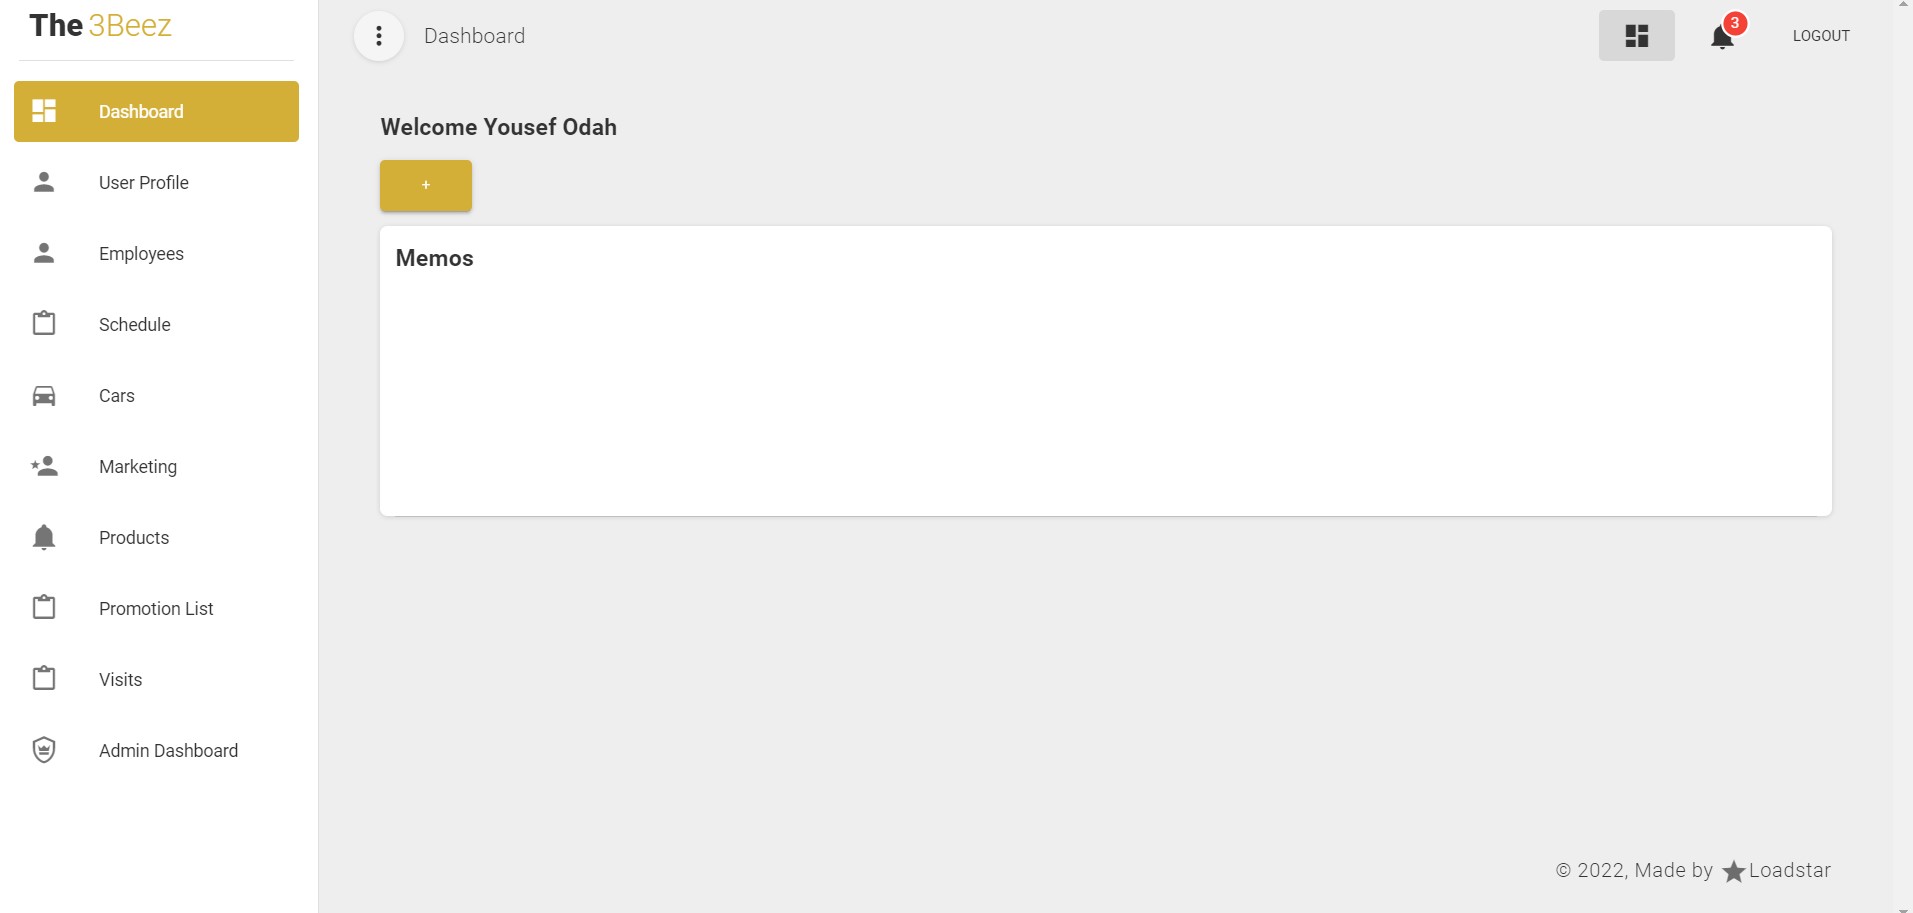 The 3Beez
Dashboard
User Profile
Employees
Schedule
Cars
Marketing
Products
Promotion List
Visits
Admin Dashboard
Dashboard
3
LOGOUT
Welcome Yousef Odah
+
Memos
© 2022, Made by ★Loadstar